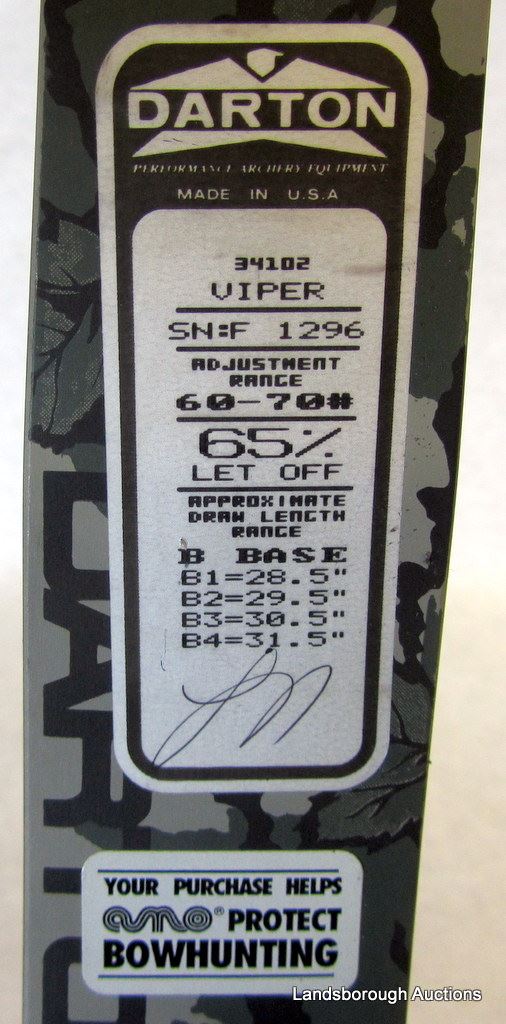 DARTON
PERFORMANCE ARCHERY EQUIPMENT
MADE IN U.S.A
34102
VIPER
SN:F 1296
ADJUSTMENT
RANGE
60-70#
65%
LET OFF
APPROXIMATE
DRAW LENGTH
RANGE
B BASE
B1=28.5"
B2=29.5"
B3=30.5"
B4=31.5"
DARTO
YOUR PURCHASE HELPS
amo® PROTECT
BOWHUNTING
Landsborough Auctions